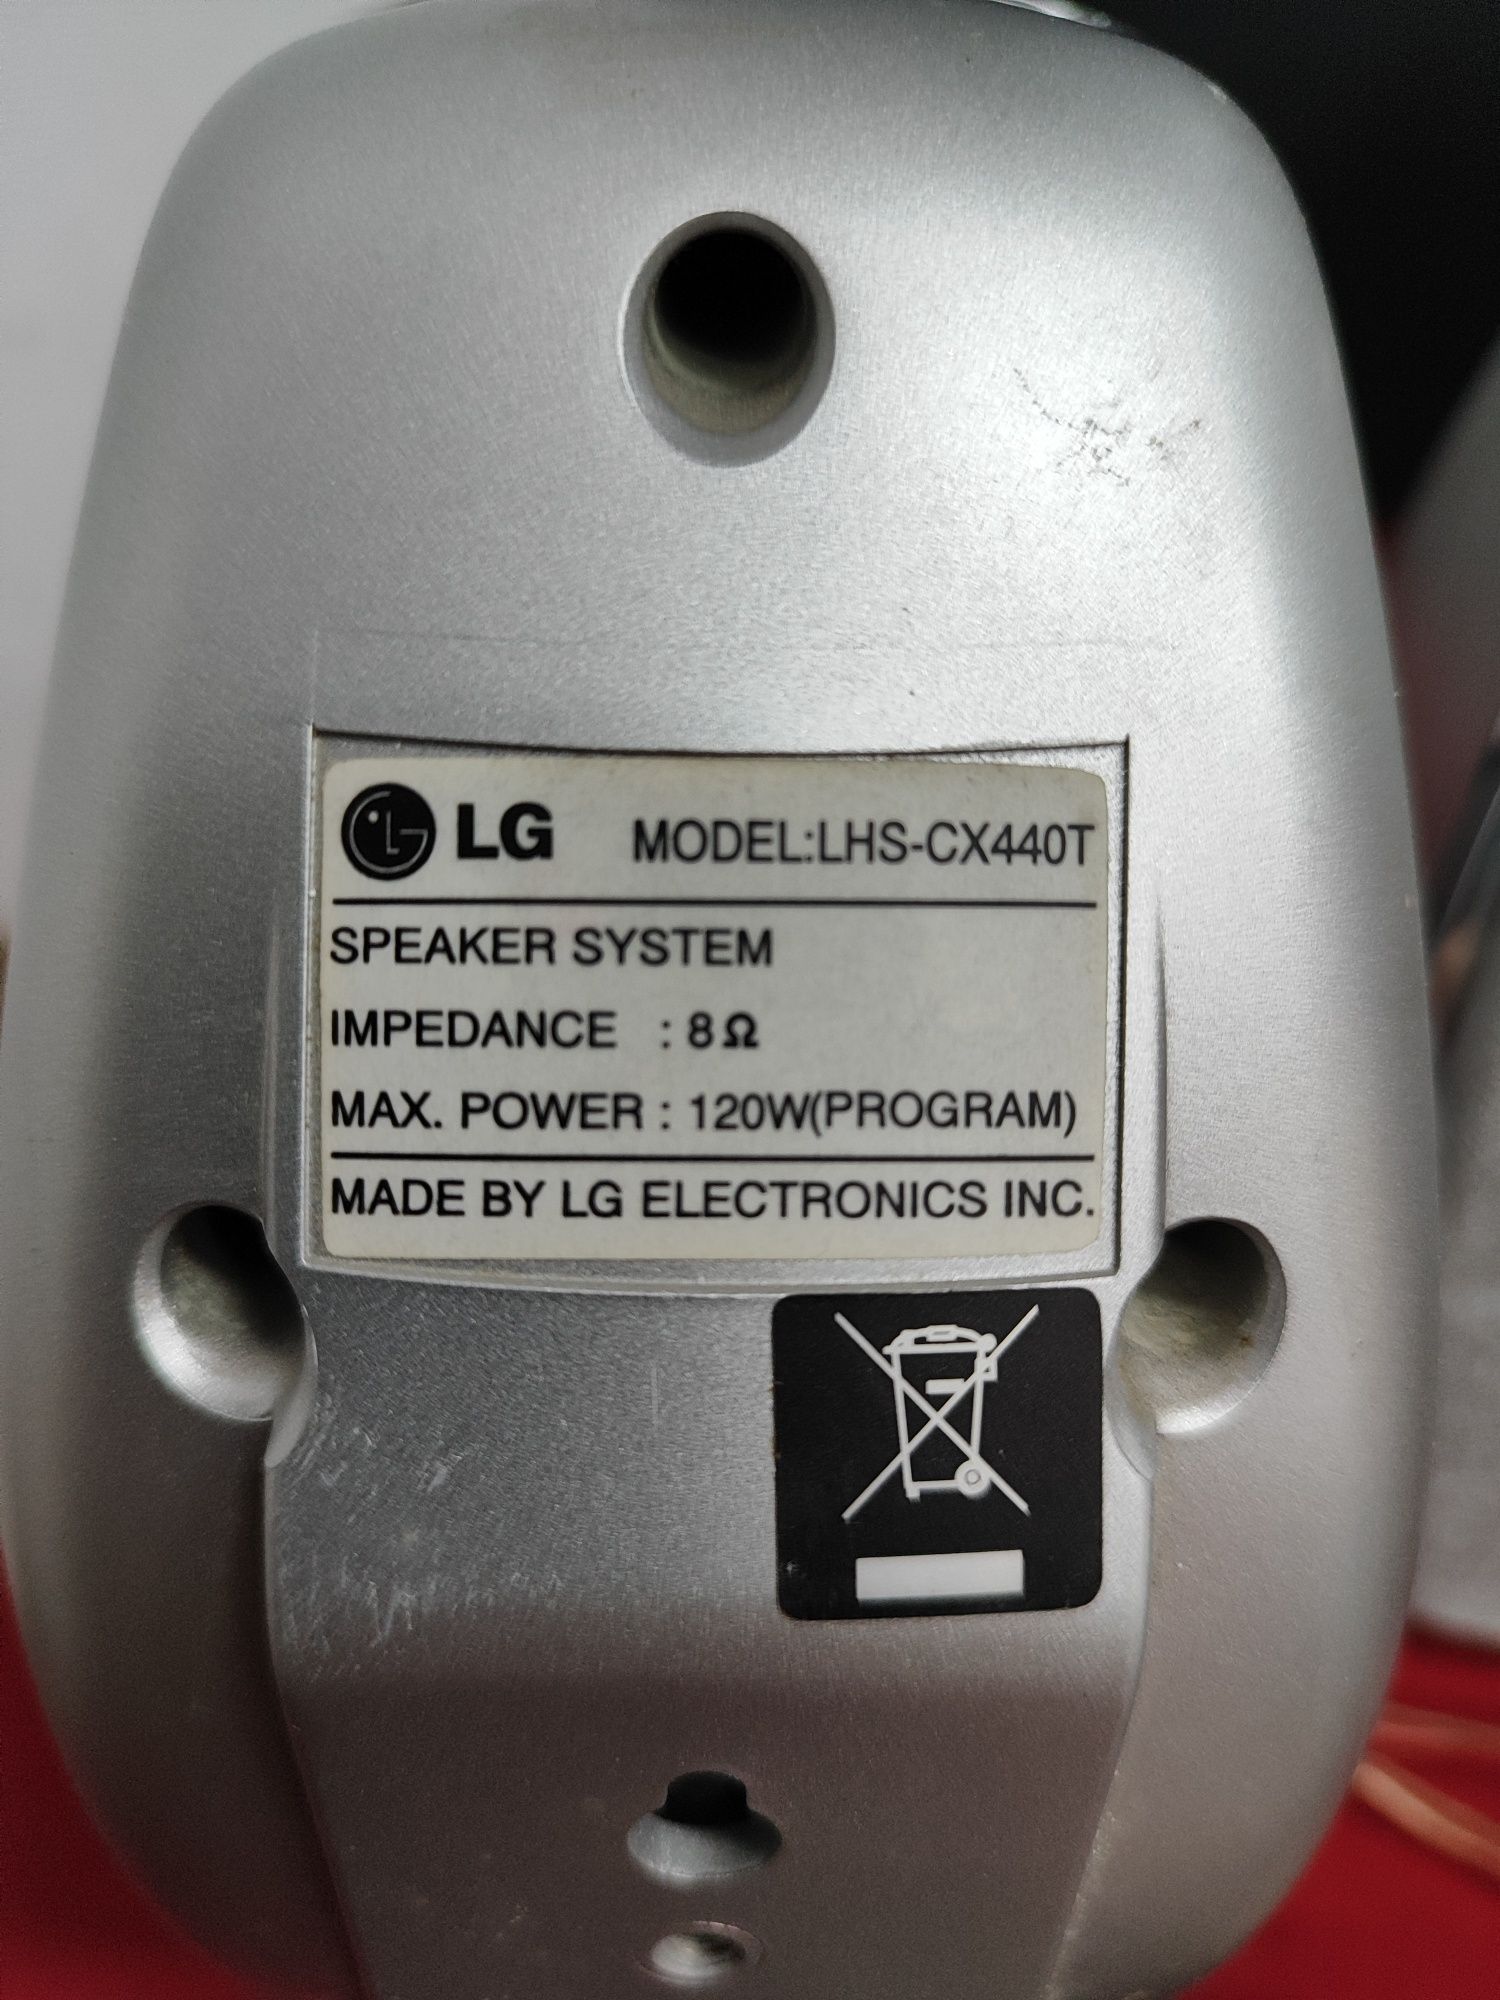 LG MODEL:LHS-CX440T
SPEAKER SYSTEM
IMPEDANCE : 8Ω
MAX. POWER : 120W(PROGRAM)
MADE BY LG ELECTRONICS INC.